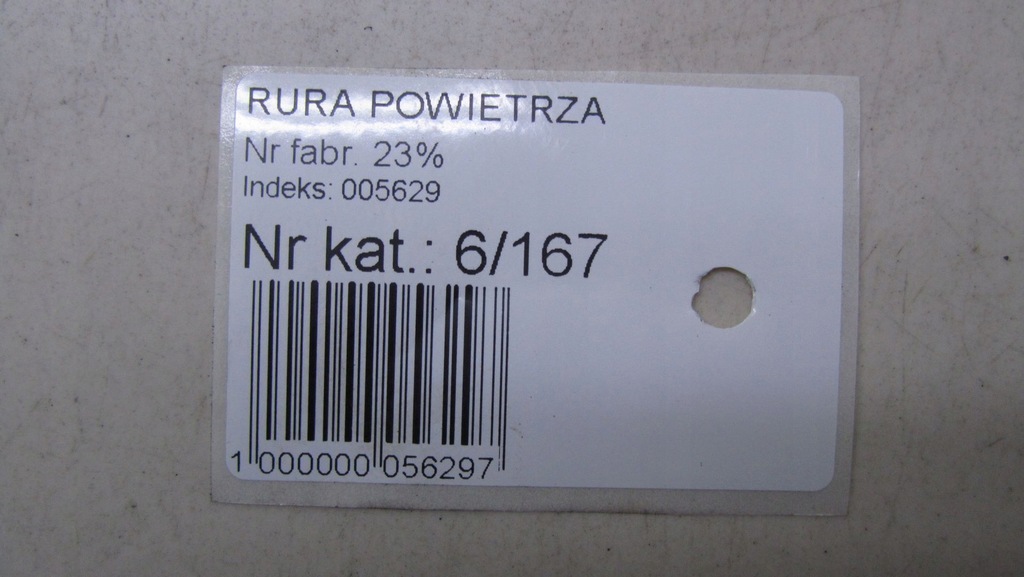 RURA POWIETRZA
Nr fabr. 23%
Indeks: 005629
Nr kat.: 6/167
1 000000 056297